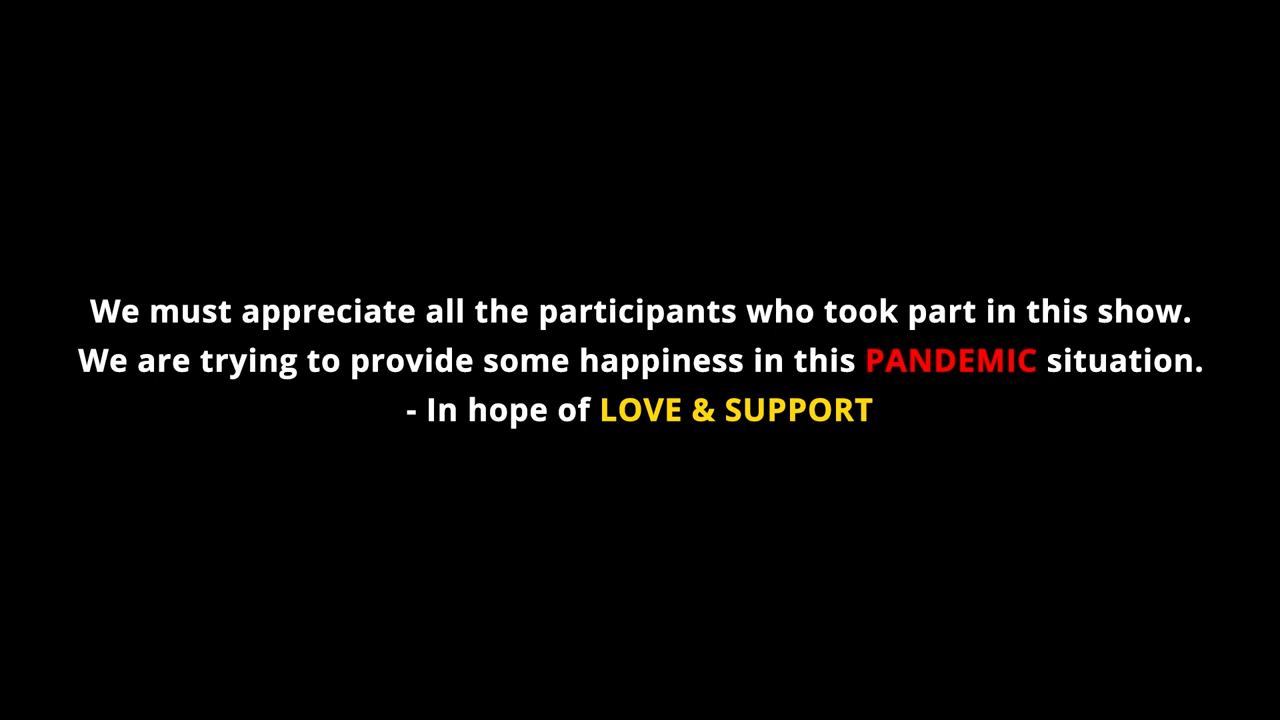 We must appreciate all the participants who took part in this show.
We are trying to provide some happiness in this PANDEMIC situation.
- In hope of LOVE & SUPPORT